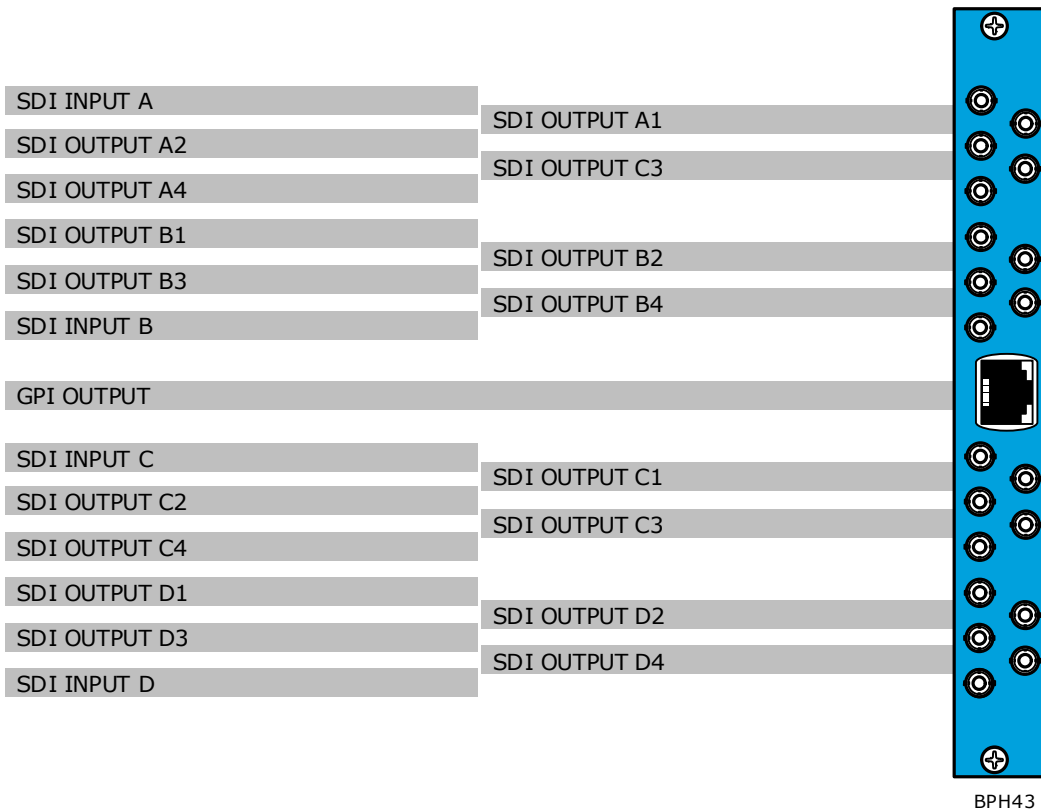 SDI INPUT A
SDI OUTPUT A1
SDI OUTPUT A2
SDI OUTPUT C3
SDI OUTPUT A4
SDI OUTPUT B1
SDI OUTPUT B2
SDI OUTPUT B3
SDI OUTPUT B4
SDI INPUT B
GPI OUTPUT
SDI INPUT C
SDI OUTPUT C1
SDI OUTPUT C2
SDI OUTPUT C3
SDI OUTPUT C4
SDI OUTPUT D1
SDI OUTPUT D2
SDI OUTPUT D3
SDI OUTPUT D4
SDI INPUT D
BPH43